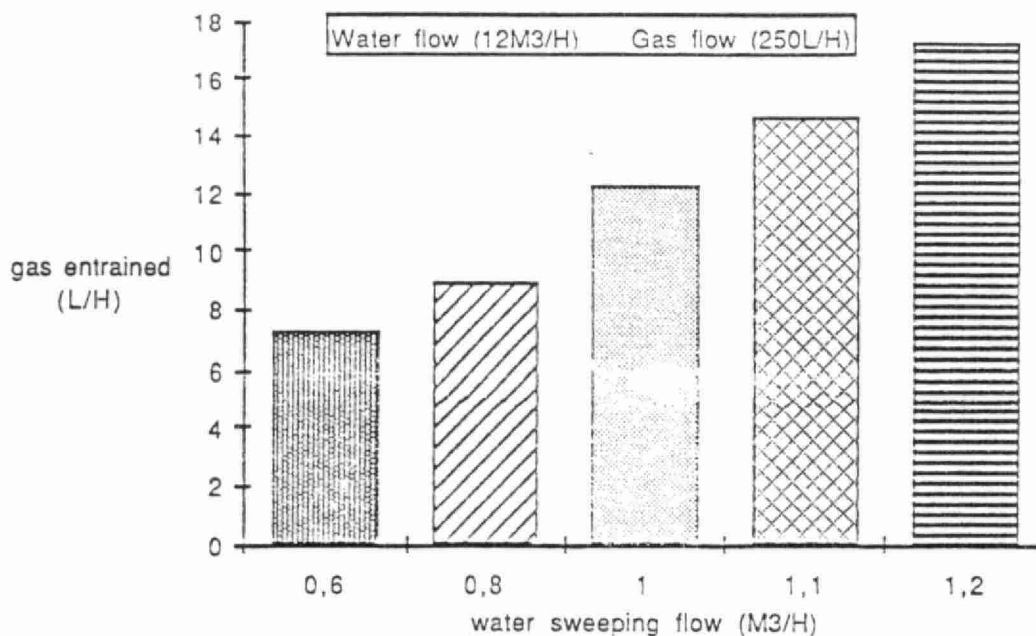 18
Water flow (12M3/H) Gas flow (250L/H)
16
14
12
10
gas entrained
(L/H)
8
6
4
2
0
0,6 0,8 1 1,1 1,2
water sweeping flow (M3/H)